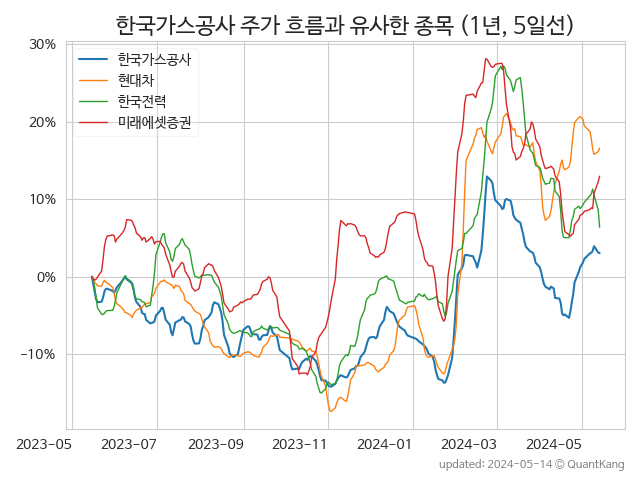 한국가스공사 주가 흐름과 유사한 종목 (1년, 5일선)
30%
20%
10%
0%
−10%
한국가스공사
현대차
한국전력
미래에셋증권
2023-05 2023-07 2023-09 2023-11 2024-01 2024-03 2024-05
updated: 2024-05-14 © QuantKang